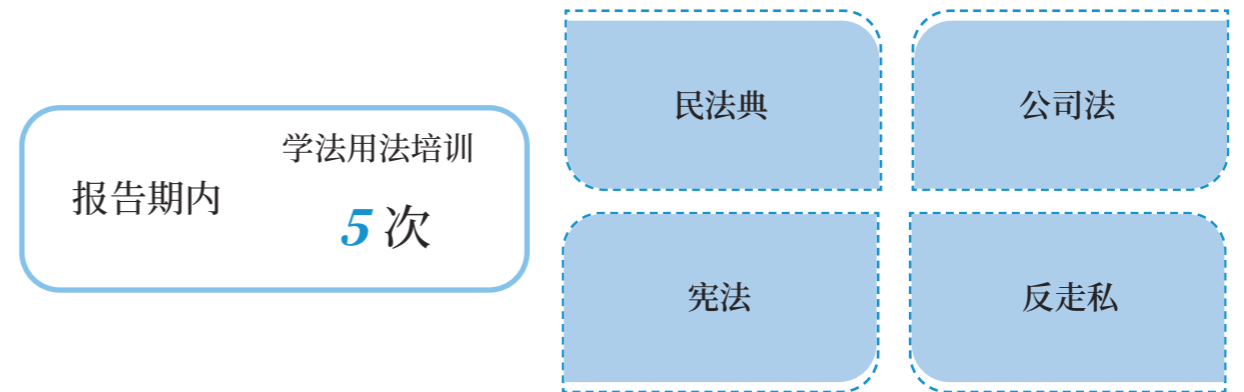 报告期内
学法用法培训
5 次
民法典
公司法
宪法
反走私